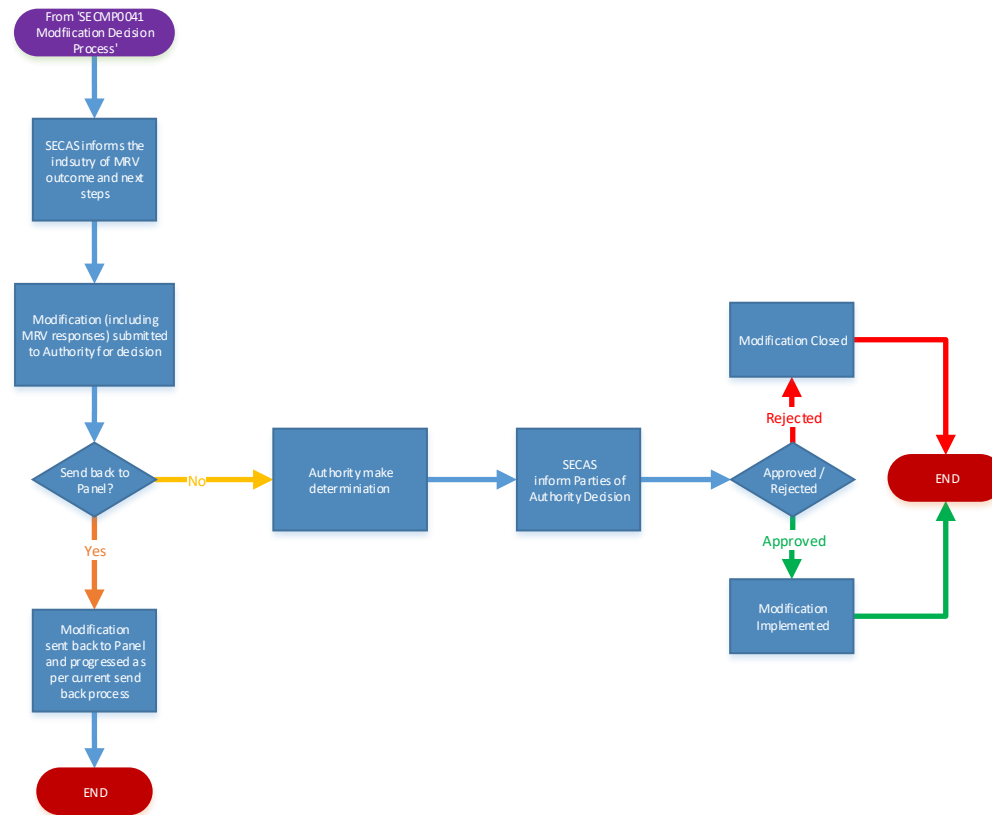 From 'SECMP0041
Modfiication Decision
Process'
SECAS informs the
indsutry of MRV
outcome and next
steps
Modification (including
MRV responses) submitted
to Authority for decision
Send back to
Panel?
No
Authority make
determiniation
SECAS
inform Parties of
Authority Decision
Approved /
Rejected
Rejected
Modification Closed
Approved
Modification
Implemented
END
Yes
Modification
sent back to Panel
and progressed as
per current send
back process
END